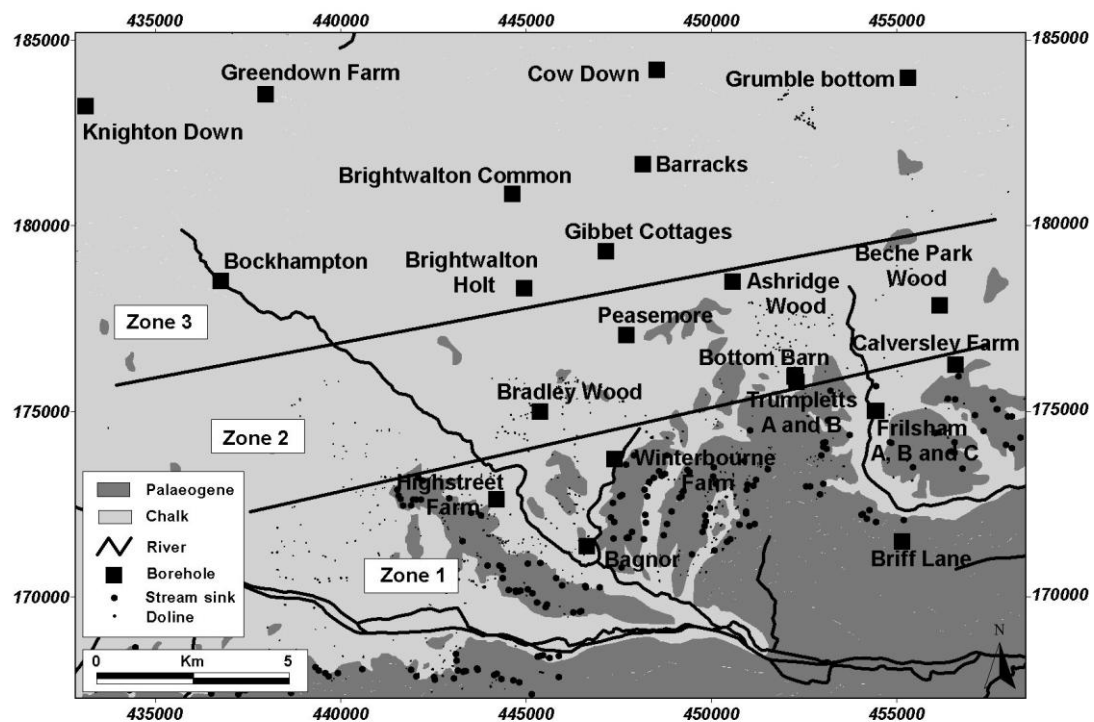 435000 440000 445000 450000 455000
185000 185000
Greendown Farm
Cow Down
Grumble bottom
Knighton Down
Barracks
Brightwalton Common
180000 180000
Gibbet Cottages
Beche Park
Wood
Bockhampton
Brightwalton
Holt
Ashridge
Wood
Zone 3
Peasemore
Calversley Farm
Bottom Barn
Bradley Wood
Trumpletts
A and B
175000 175000
Zone 2
Frilsham
A, B and C
Winterbourne
Farm
Highstreet
Farm
Palaeogene
Chalk
River
Borehole
Stream sink
Doline
Bagnor
Briff Lane
Zone 1
170000 170000
0 Km 5
N
435000 440000 445000 450000 455000